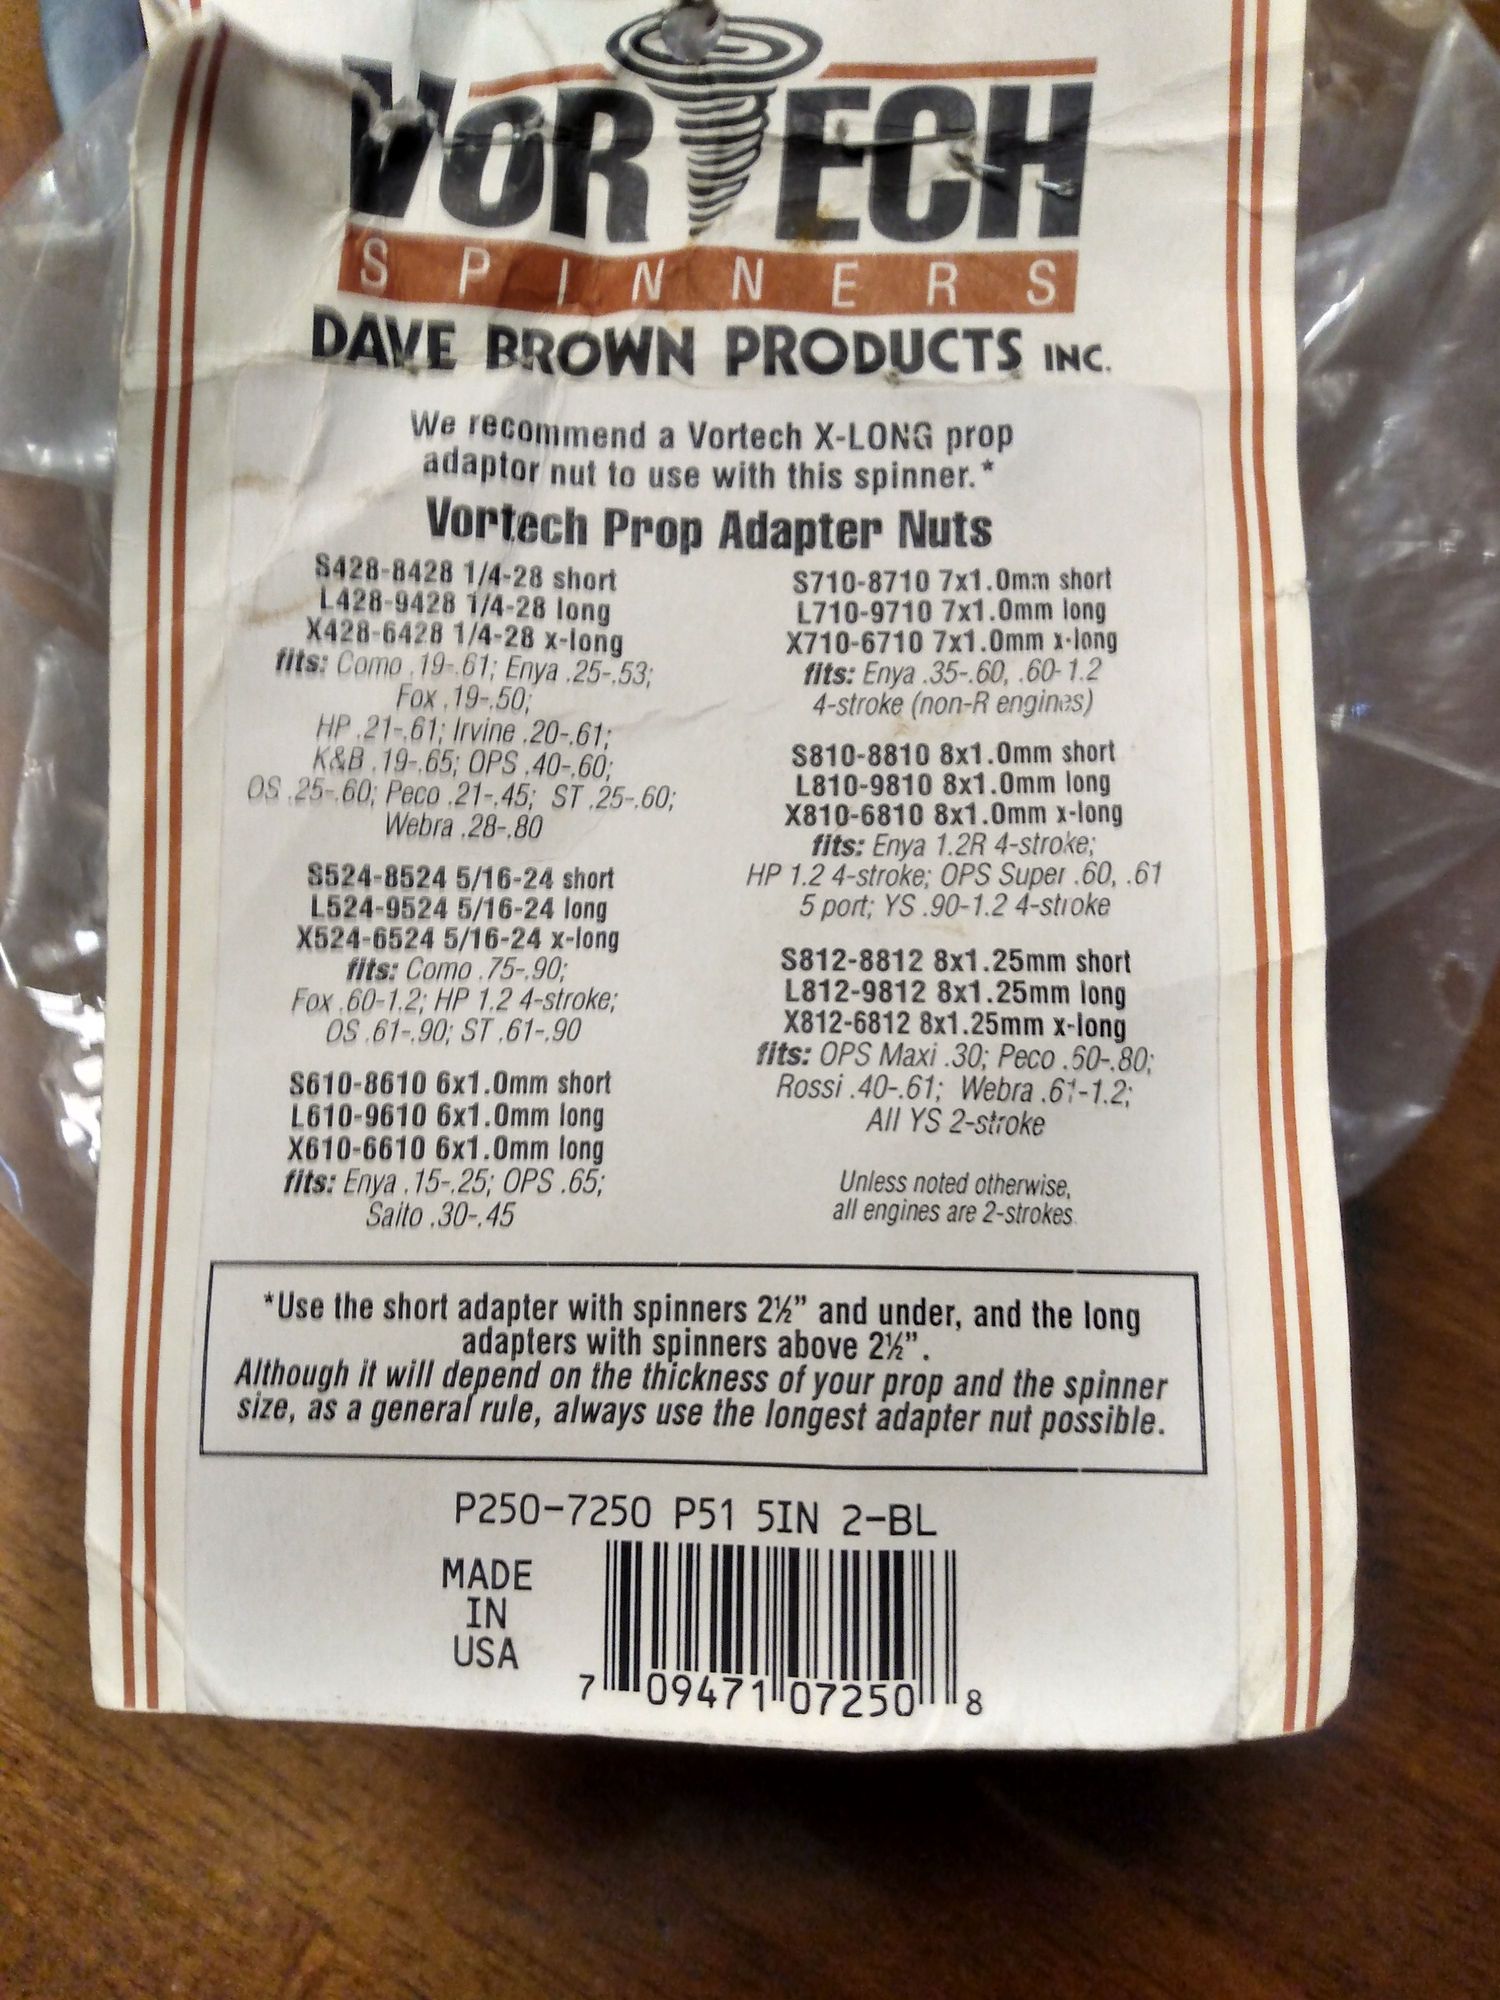 VORTECH
SPINNERS
DAVE BROWN PRODUCTS INC.
We recommend a Vortech X-LONG prop
adaptor nut to use with this spinner.*
Vortech Prop Adapter Nuts
S428-8428 1/4-28 short
L428-9428 1/4-28 long
X428-6428 1/4-28 x-long
fits: Como .19-.61; Enya .25-.53;
Fox .19-.50;
HP .21-.61; Irvine .20-.61;
K&B .19-.65; OPS .40-.60;
OS .25-.60; Peco .21-.45; ST .25-.60;
Webra .28-.80
S524-8524 5/16-24 short
L524-9524 5/16-24 long
X524-6524 5/16-24 x-long
fits: Como .75-.90;
Fox .60-1.2; HP 1.2 4-stroke;
OS .61-.90; ST .61-.90
S610-8610 6x1.0mm short
L610-9610 6x1.0mm long
X610-6610 6x1.0mm long
fits: Enya .15-.25; OPS .65;
Saito .30-.45
S710-8710 7x1.0mm short
L710-9710 7x1.0mm long
X710-6710 7x1.0mm x-long
fits: Enya .35-.60, .60-1.2
4-stroke (non-R engines)
S810-8810 8x1.0mm short
L810-9810 8x1.0mm long
X810-6810 8x1.0mm x-long
fits: Enya 1.2R 4-stroke;
HP 1.2 4-stroke; OPS Super .60, .61
5 port; YS .90-1.2 4-stroke
S812-8812 8x1.25mm short
L812-9812 8x1.25mm long
X812-6812 8x1.25mm x-long
fits: OPS Maxi .30; Peco .60-.80;
Rossi .40-.61; Webra .61-1.2;
All YS 2-stroke
Unless noted otherwise,
all engines are 2-strokes.
*Use the short adapter with spinners 2½” and under, and the long
adapters with spinners above 2½”.
Although it will depend on the thickness of your prop and the spinner
size, as a general rule, always use the longest adapter nut possible.
P250-7250 P51 5IN 2-BL
MADE
IN
USA
7 09471 07250 8